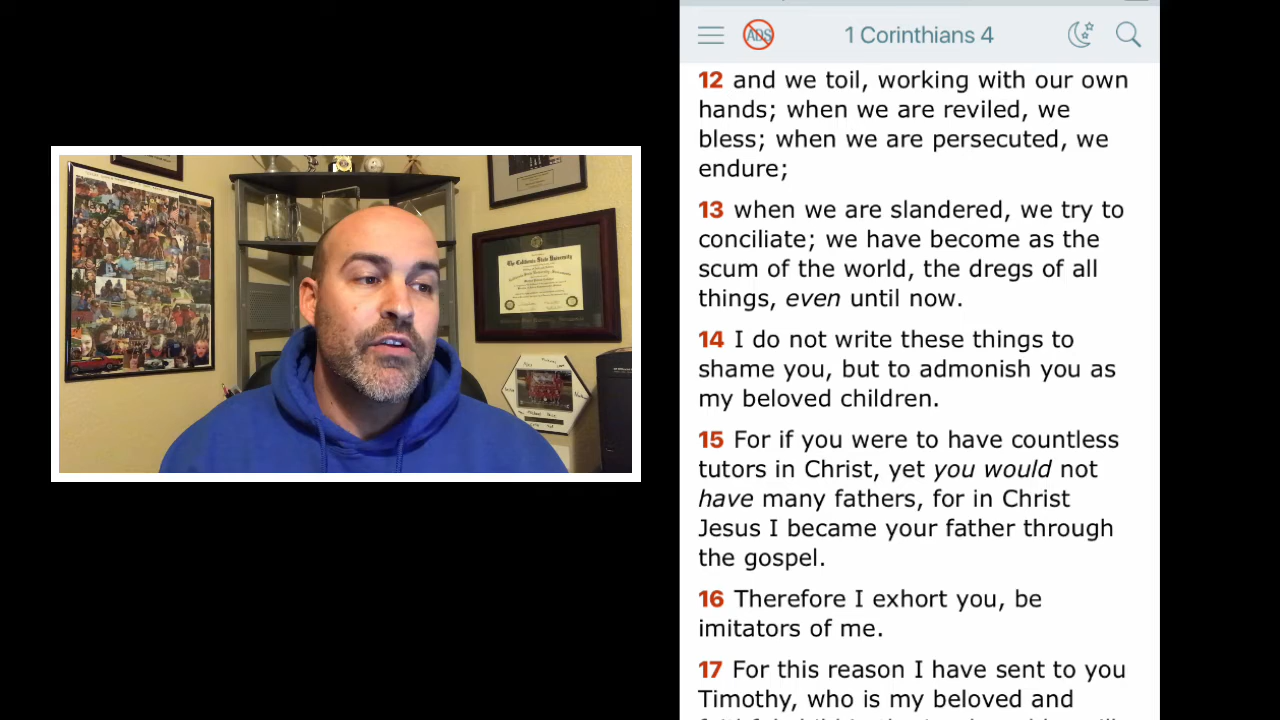 The California State University
ADS
1 Corinthians 4
12 and we toil, working with our own
hands; when we are reviled, we
bless; when we are persecuted, we
endure;
13 when we are slandered, we try to
conciliate; we have become as the
scum of the world, the dregs of all
things, even until now.
14 I do not write these things to
shame you, but to admonish you as
my beloved children.
15 For if you were to have countless
tutors in Christ, yet you would not
have many fathers, for in Christ
Jesus I became your father through
the gospel.
16 Therefore I exhort you, be
imitators of me.
17 For this reason I have sent to you
Timothy, who is my beloved and